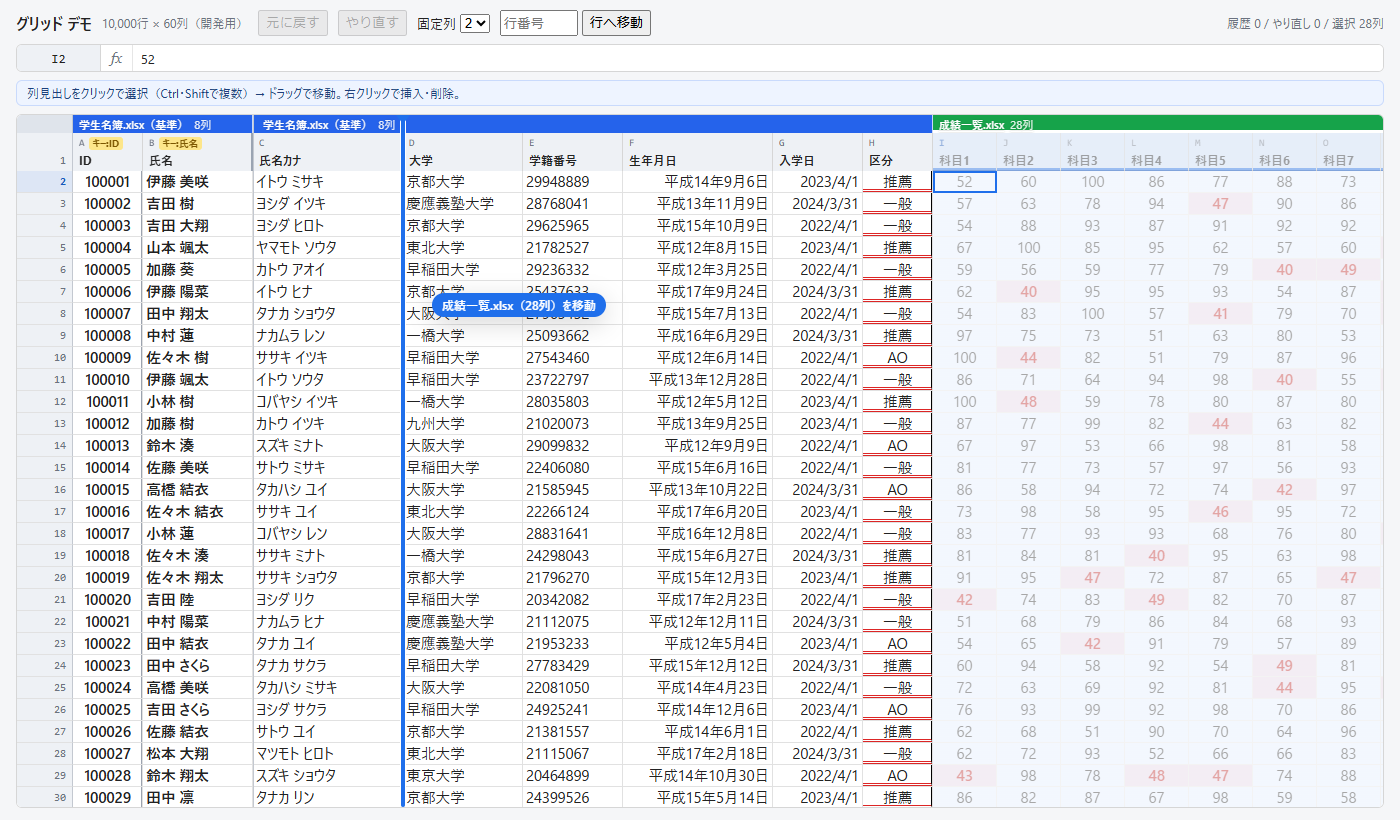 グリッド デモ 10,000行 × 60列（開発用） 元に戻す やり直す 固定列 2 行番号 行へ移動 履歴 0 / やり直し 0 / 選択 28列
I2 fx 52
列見出しをクリックで選択（Ctrl・Shiftで複数）→ ドラッグで移動。右クリックで挿入・削除。
学生名簿.xlsx（基準） 8列 学生名簿.xlsx（基準） 8列 成績一覧.xlsx 28列
A キー:ID B キー:氏名 C D E F G H I J K L M N O
1 ID 氏名 氏名カナ 大学 学籍番号 生年月日 入学日 区分 科目1 科目2 科目3 科目4 科目5 科目6 科目7
2 100001 伊藤 美咲 イトウ ミサキ 京都大学 29948889 平成14年9月6日 2023/4/1 推薦 52 60 100 86 77 88 73
3 100002 吉田 樹 ヨシダ イツキ 慶應義塾大学 28768041 平成13年11月9日 2024/3/31 一般 57 63 78 94 47 90 86
4 100003 吉田 大翔 ヨシダ ヒロト 京都大学 29625965 平成15年10月9日 2022/4/1 一般 54 88 93 87 91 92 92
5 100004 山本 颯太 ヤマモト ソウタ 東北大学 21782527 平成12年8月15日 2023/4/1 推薦 67 100 85 95 62 57 60
6 100005 加藤 葵 カトウ アオイ 早稲田大学 29236332 平成12年3月25日 2022/4/1 一般 59 56 59 77 79 40 49
7 100006 伊藤 陽菜 イトウ ヒナ 京都大学 25437633 平成17年9月24日 2024/3/31 推薦 62 40 95 95 93 54 87
成績一覧.xlsx（28列）を移動
8 100007 田中 翔太 タナカ ショウタ 大阪 平成15年7月13日 2022/4/1 一般 54 83 100 57 41 79 70
9 100008 中村 蓮 ナカムラ レン 一橋大学 25093662 平成16年6月29日 2024/3/31 推薦 97 75 73 51 63 80 53
10 100009 佐々木 樹 ササキ イツキ 早稲田大学 27543460 平成12年6月14日 2022/4/1 AO 100 44 82 51 79 87 96
11 100010 伊藤 颯太 イトウ ソウタ 早稲田大学 23722797 平成13年12月28日 2022/4/1 一般 86 71 64 94 98 40 55
12 100011 小林 樹 コバヤシ イツキ 一橋大学 28035803 平成12年5月12日 2023/4/1 推薦 100 48 59 78 80 87 80
13 100012 加藤 樹 カトウ イツキ 九州大学 21020073 平成13年9月25日 2023/4/1 一般 87 77 99 82 44 63 82
14 100013 鈴木 湊 スズキ ミナト 大阪大学 29099832 平成12年9月9日 2022/4/1 AO 67 97 53 66 98 81 58
15 100014 佐藤 美咲 サトウ ミサキ 早稲田大学 22406080 平成15年6月16日 2022/4/1 一般 81 77 73 57 97 56 93
16 100015 高橋 結衣 タカハシ ユイ 大阪大学 21585945 平成13年10月22日 2024/3/31 AO 86 58 94 72 74 42 97
17 100016 佐々木 結衣 ササキ ユイ 東北大学 22266124 平成17年6月20日 2023/4/1 一般 73 98 58 95 46 95 72
18 100017 小林 蓮 コバヤシ レン 大阪大学 28831641 平成16年12月8日 2022/4/1 一般 83 77 93 93 68 76 80
19 100018 佐々木 湊 ササキ ミナト 一橋大学 24298043 平成15年6月27日 2024/3/31 推薦 81 84 81 40 95 63 98
20 100019 佐々木 翔太 ササキ ショウタ 京都大学 21796270 平成15年12月3日 2023/4/1 推薦 91 95 47 72 87 65 47
21 100020 吉田 陸 ヨシダ リク 早稲田大学 20342082 平成17年2月23日 2022/4/1 一般 42 74 83 49 82 70 87
22 100021 中村 陽菜 ナカムラ ヒナ 慶應義塾大学 21112075 平成12年12月11日 2024/3/31 一般 51 68 79 86 84 68 93
23 100022 田中 結衣 タナカ ユイ 慶應義塾大学 21953233 平成12年5月4日 2023/4/1 AO 54 65 42 91 79 57 89
24 100023 田中 さくら タナカ サクラ 早稲田大学 27783429 平成15年12月12日 2024/3/31 推薦 60 94 58 92 54 49 81
25 100024 高橋 美咲 タカハシ ミサキ 大阪大学 22081050 平成14年4月23日 2022/4/1 一般 72 63 69 92 81 44 95
26 100025 吉田 さくら ヨシダ サクラ 早稲田大学 24925241 平成14年12月6日 2023/4/1 AO 76 93 99 92 98 70 86
27 100026 佐藤 結衣 サトウ ユイ 京都大学 21381557 平成14年6月1日 2022/4/1 推薦 62 68 51 90 70 64 96
28 100027 松本 大翔 マツモト ヒロト 東北大学 21115067 平成17年2月18日 2024/3/31 一般 62 72 93 52 66 66 83
29 100028 鈴木 翔太 スズキ ショウタ 東京大学 20464899 平成14年10月30日 2022/4/1 AO 43 98 78 48 47 74 88
30 100029 田中 凛 タナカ リン 京都大学 24399526 平成15年5月14日 2023/4/1 推薦 86 82 87 67 98 59 58